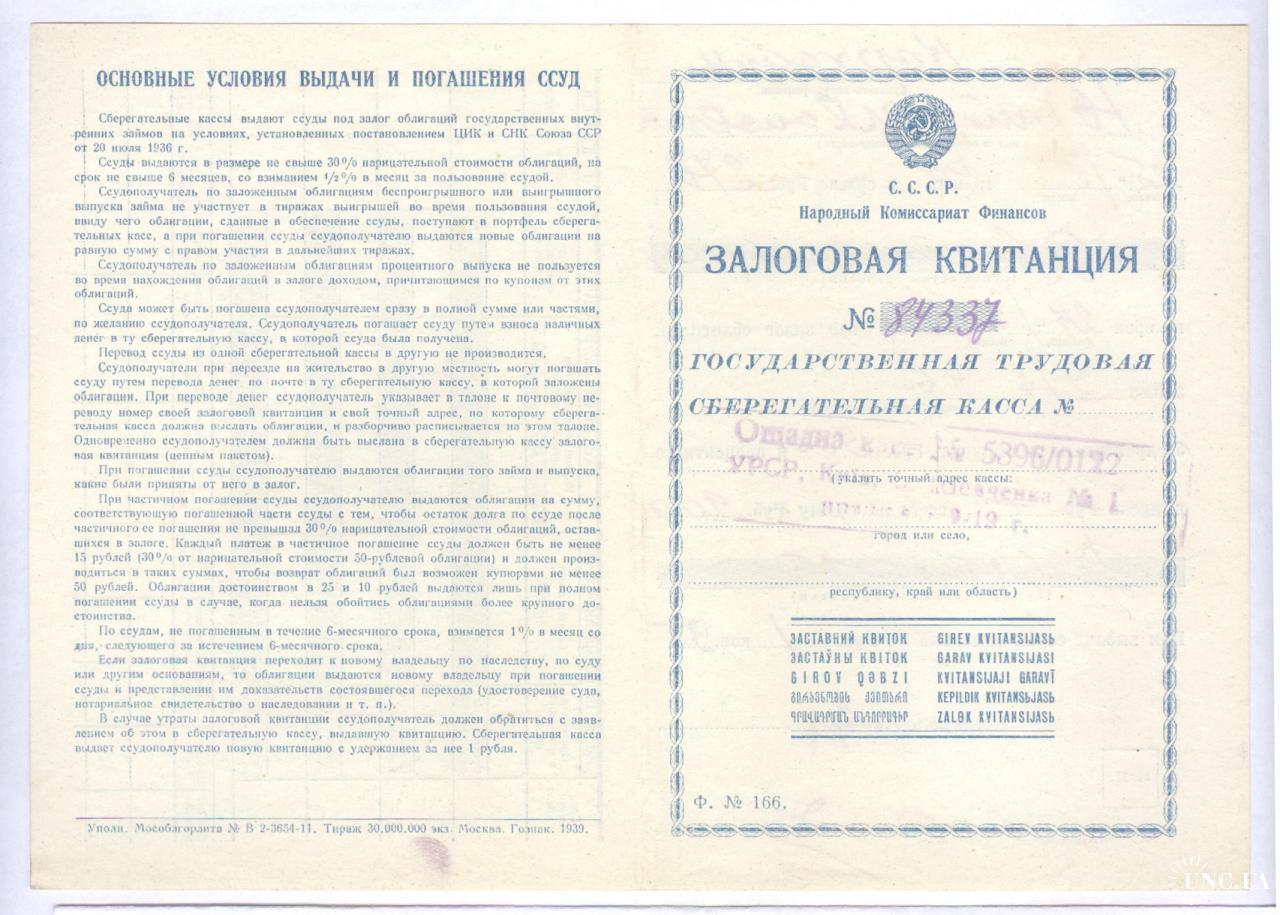 ОСНОВНЫЕ УСЛОВИЯ ВЫДАЧИ И ПОГАШЕНИЯ ССУД
Сберегательные кассы выдают ссуды под залог облигаций государственных внут-
ренних займов на условиях, установленных постановлением ЦИК и СНК Союза ССР
от 20 июля 1936 г.
Ссуды выдаются в размере не свыше 30% нарицательной стоимости облигаций, на
срок не свыше 6 месяцев, со взиманием 1/2% в месяц за пользование ссудой.
Ссудополучатель по заложенным облигациям беспроигрышного или выигрышного
выпуска займа не участвует в тиражах выигрышей во время пользования ссудой,
ввиду чего облигации, сданные в обеспечение ссуды, поступают в портфель сберега-
тельных касс, а при погашении ссуды ссудополучателю выдаются новые облигации на
равную сумму с правом участия в дальнейших тиражах.
Ссудополучатель по заложенным облигациям процентного выпуска не пользуется
во время нахождения облигаций в залоге доходом, причитающимся по купонам от этих
облигаций.
Ссуда может быть погашена ссудополучателем сразу в полной сумме или частями,
по желанию ссудополучателя. Ссудополучатель погашает ссуду путем взноса наличных
денег в ту сберегательную кассу, в которой ссуда была получена.
Перевод ссуды из одной сберегательной кассы в другую не производится.
Ссудополучатели при переезде на жительство в другую местность могут погашать
ссуду путем перевода денег по почте в ту сберегательную кассу, в которой заложены
облигации. При переводе денег ссудополучатель указывает в талоне к почтовому пе-
реводу номер своей залоговой квитанции и свой точный адрес, по которому сберега-
тельная касса должна выслать облигации, и разборчиво расписывается на этом талоне.
Одновременно ссудополучателем должна быть выслана в сберегательную кассу залого-
вая квитанция (ценным пакетом).
При погашении ссуды ссудополучателю выдаются облигации того займа и выпуска,
какие были приняты от него в залог.
При частичном погашении ссуды ссудополучателю выдаются облигации на сумму,
соответствующую погашенной части ссуды с тем, чтобы остаток долга по ссуде после
частичного ее погашения не превышал 30% нарицательной стоимости облигаций, остав-
шихся в залоге. Каждый платеж в частичное погашение ссуды должен быть не менее
15 рублей (30% от нарицательной стоимости 50-рублевой облигации) и должен произ-
водиться в таких суммах, чтобы возврат облигаций был возможен купюрами не менее
50 рублей. Облигации достоинством в 25 и 10 рублей выдаются лишь при полном
погашении ссуды в случае, когда нельзя обойтись облигациями более крупного до-
стоинства.
По ссудам, не погашенным в течение 6-месячного срока, взимается 1% в месяц со
дня, следующего за истечением 6-месячного срока.
Если залоговая квитанция переходит к новому владельцу по наследству, по суду
или другим основаниям, то облигации выдаются новому владельцу при погашении
ссуды и представлении им доказательств состоявшегося перехода (удостоверение суда,
нотариальное свидетельство о наследовании и т. п.).
В случае утраты залоговой квитанции ссудополучатель должен обратиться с заяв-
лением об этом в сберегательную кассу, выдавшую квитанцию. Сберегательная касса
выдает ссудополучателю новую квитанцию с удержанием за нее 1 рубля.
Уполн. Мособлгорлита № В 2-3654-11. Тираж 30.000.000 экз. Москва. Гознак. 1939.
С. С. С. Р.
Народный Комиссариат Финансов
ЗАЛОГОВАЯ КВИТАНЦИЯ
№ 84337
ГОСУДАРСТВЕННАЯ ТРУДОВАЯ
СБЕРЕГАТЕЛЬНАЯ КАССА №
Ощадна № 5396/0122
(указать точный адрес кассы:
УРСР, Київ, Шевченка № 1
город или село,
республику, край или область)
ЗАСТАВНИЙ КВИТОК
ЗАСТАЎНЫ КВІТОК
GIROV QƏBZI
ԳՐԱՎԱԴՐՄԱՆ ԱՆԴՈՐՐԱԳԻՐ
GIREV KVITANSIJASЬ
GARAV KVITANSIJASI
KVITANSIJAJI GARAVĪ
KEPILDIK KVITANSЬJASЬ
ZALƟK KVITANSIJASЬ
Ф. № 166.
UNC.UA